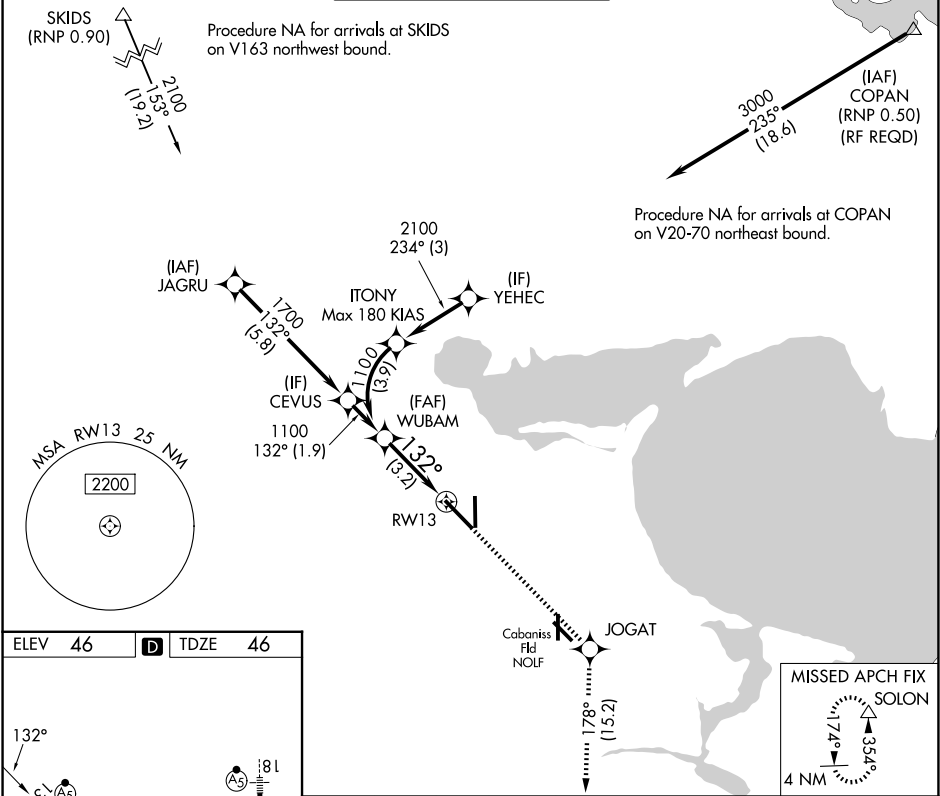 SKIDS
(RNP 0.90)
Procedure NA for arrivals at SKIDS
on V163 northwest bound.
2100
153°
(19.2)
(IAF)
COPAN
(RNP 0.50)
(RF REQD)
3000
235°
(18.6)
Procedure NA for arrivals at COPAN
on V20-70 northeast bound.
2100
234° (3)
(IAF)
JAGRU
ITONY
Max 180 KIAS
(IF)
YEHEC
1700
132°
(5.8)
1100
(3.9)
(IF)
CEVUS
(FAF)
WUBAM
1100
132° (1.9)
132°
(3.2)
MSA RW13 25 NM
2200
RW13
Cabaniss
Fld
NOLF
JOGAT
178°
(15.2)
ELEV 46 D TDZE 46
132°
A5
A5
18
MISSED APCH FIX
SOLON
174°
354°
4 NM